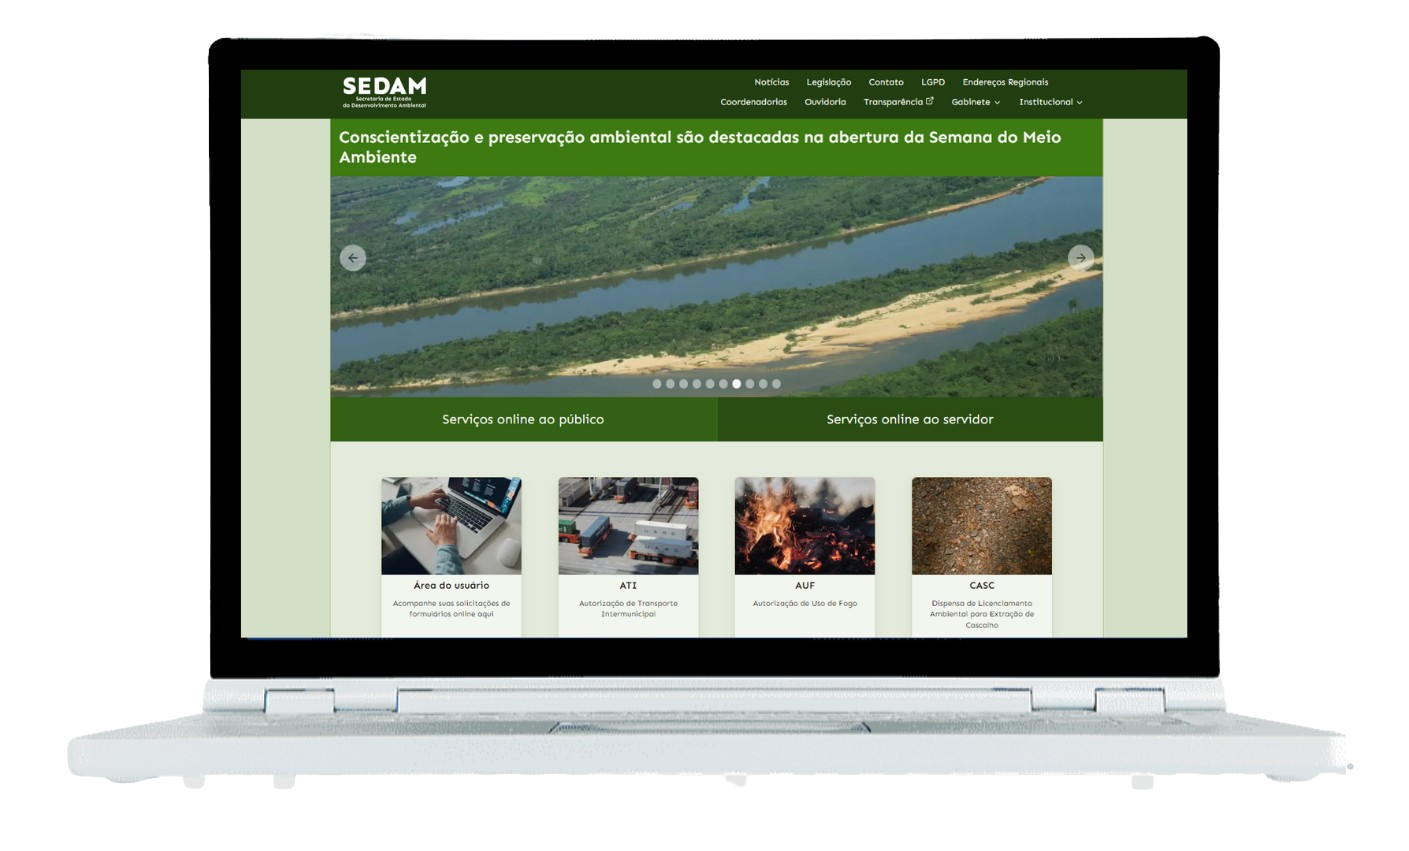 SEDAM
Secretaria de Estado
do Desenvolvimento Ambiental
Notícias Legislação Contato LGPD Endereços Regionais
Coordenadorias Ouvidoria Transparência Gabinete Institucional
Conscientização e preservação ambiental são destacadas na abertura da Semana do Meio
Ambiente
Serviços online ao público
Serviços online ao servidor
Área do usuário
Acompanhe suas solicitações de
formulários online aqui
ATI
Autorização de Transporte
Intermunicipal
AUF
Autorização de Uso de Fogo
CASC
Dispensa de Licenciamento
Ambiental para Extração de
Cascalho